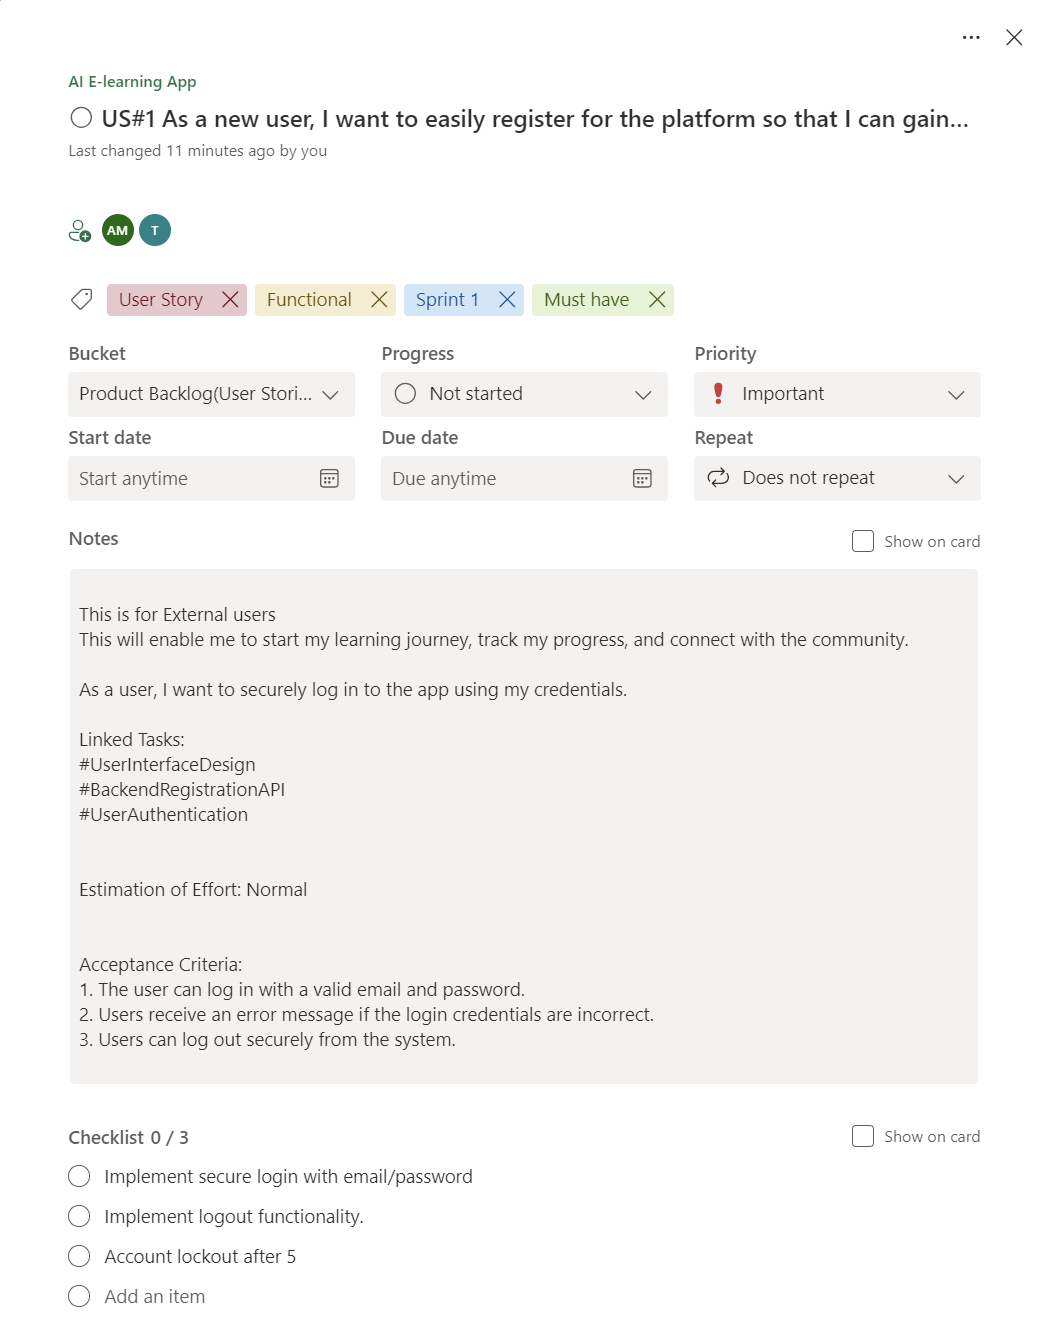 AI E-learning App
US#1 As a new user, I want to easily register for the platform so that I can gain...
Last changed 11 minutes ago by you
AM T
User Story Functional Sprint 1 Must have
Bucket Progress Priority
Product Backlog(User Stori... Not started Important
Start date Due date Repeat
Start anytime Due anytime Does not repeat
Notes Show on card
This is for External users
This will enable me to start my learning journey, track my progress, and connect with the community.
As a user, I want to securely log in to the app using my credentials.
Linked Tasks:
#UserInterfaceDesign
#BackendRegistrationAPI
#UserAuthentication
Estimation of Effort: Normal
Acceptance Criteria:
1. The user can log in with a valid email and password.
2. Users receive an error message if the login credentials are incorrect.
3. Users can log out securely from the system.
Checklist 0 / 3 Show on card
Implement secure login with email/password
Implement logout functionality.
Account lockout after 5
Add an item